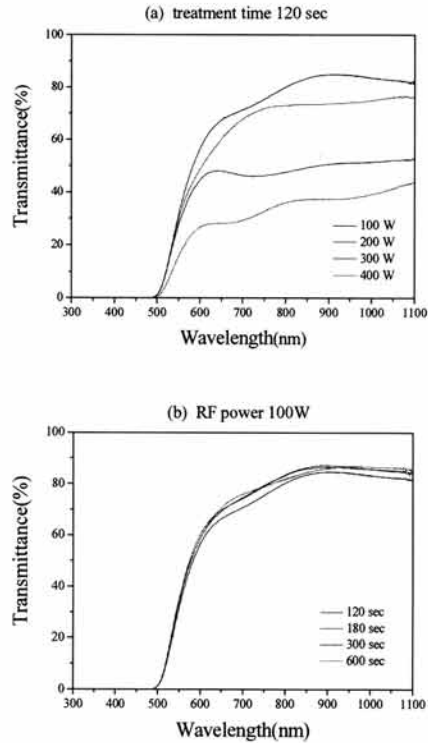 (a) treatment time 120 sec
100
80
60
40
20
0
Transmittance(%)
100 W
200 W
300 W
400 W
300 400 500 600 700 800 900 1000 1100
Wavelength(nm)
(b) RF power 100W
100
80
60
40
20
0
Transmittance(%)
120 sec
180 sec
300 sec
600 sec
300 400 500 600 700 800 900 1000 1100
Wavelength(nm)